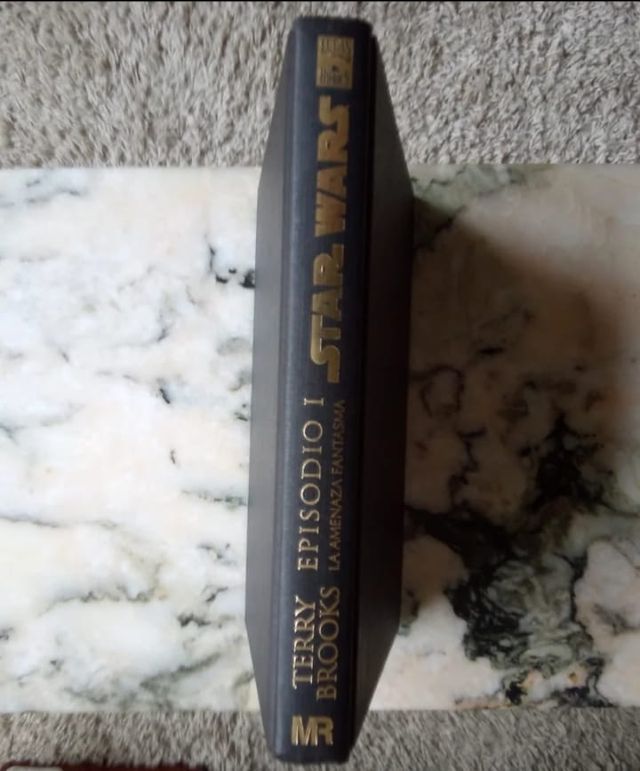 MR
TERRY
BROOKS
EPISODIO I
LA AMENAZA FANTASMA
STAR WARS